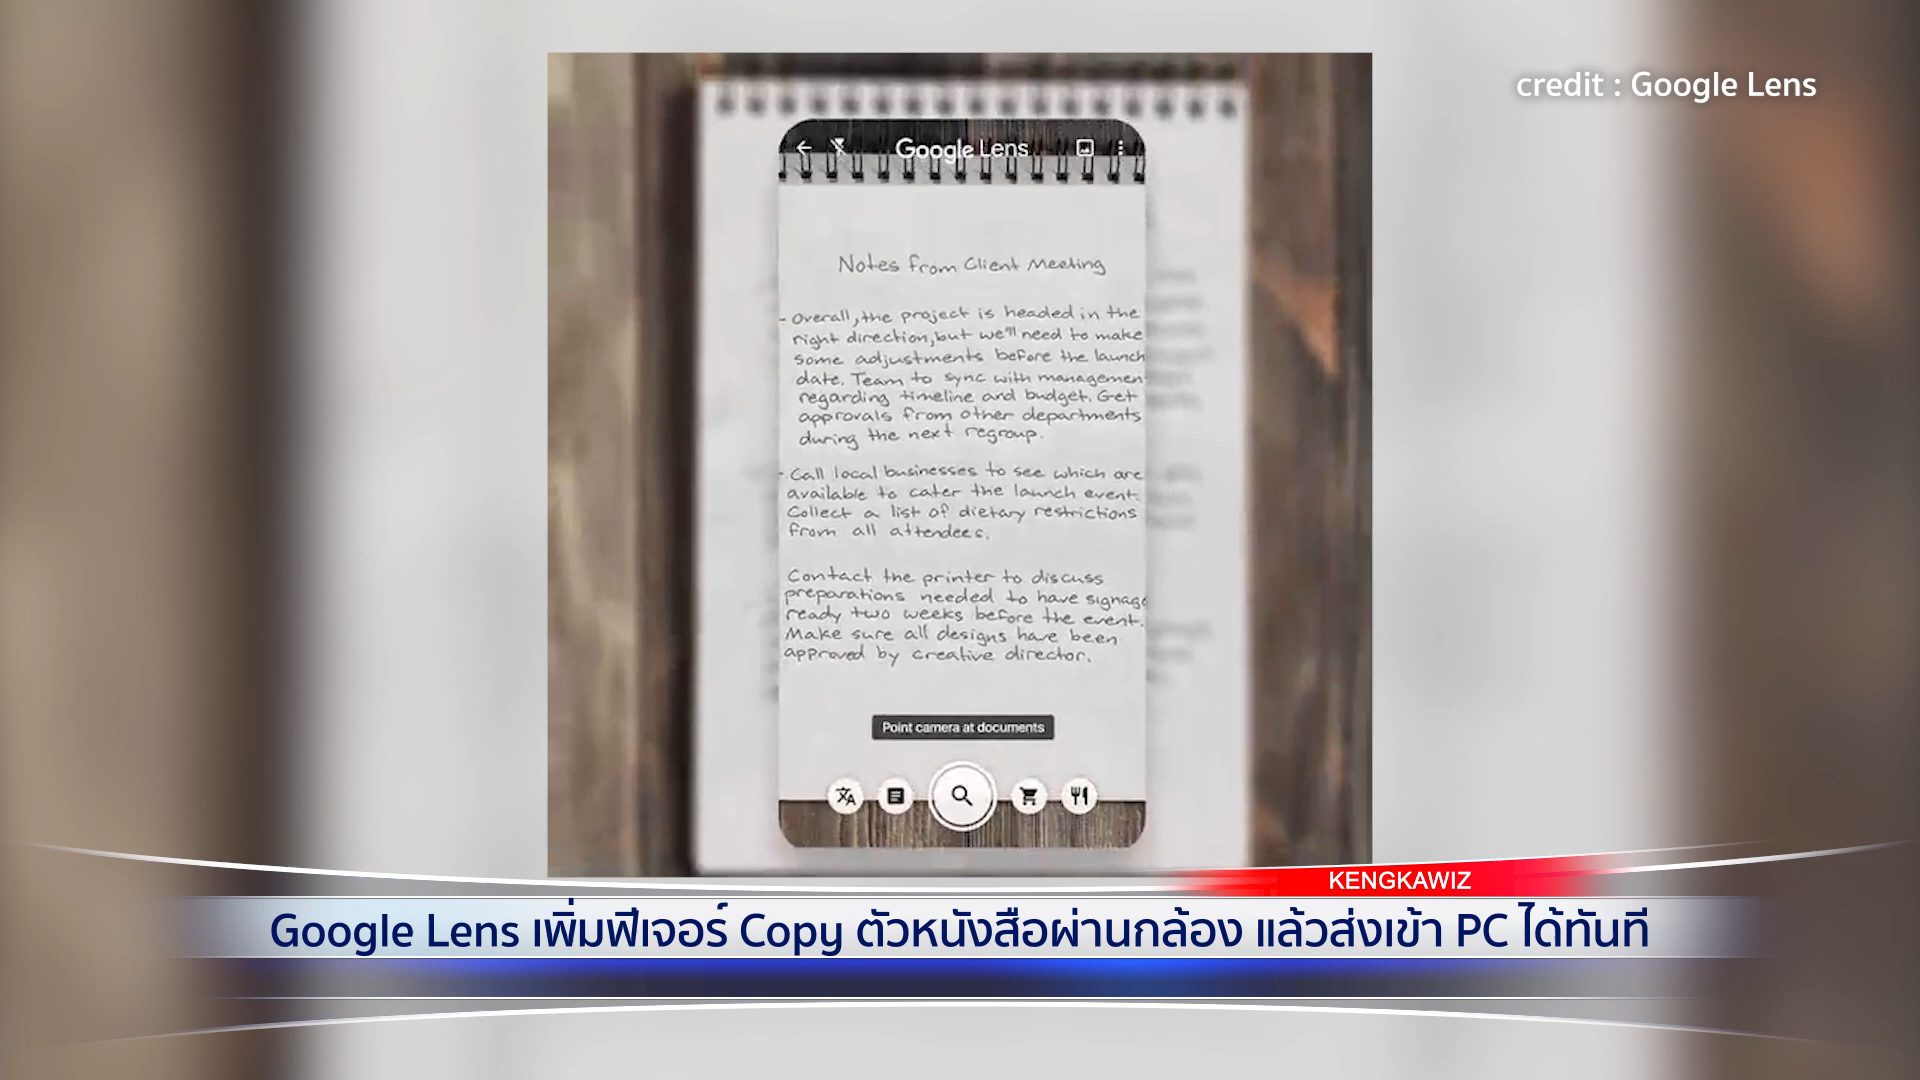 credit : Google Lens
Google Lens
Notes from Client Meeting
- Overall, the project is headed in the
right direction, but we'll need to make
some adjustments before the launch
date. Team to sync with managemen
regarding timeline and budget. Get
approvals from other departments
during the next regroup.
- Call local businesses to see which are
available to cater the launch event.
Collect a list of dietary restrictions
from all attendees.
Contact the printer to discuss
preparations needed to have signage
ready two weeks before the event.
Make sure all designs have been
approved by creative director.
Point camera at documents
KENGKAWIZ
Google Lens เพิ่มฟีเจอร์ Copy ตัวหนังสือผ่านกล้อง แล้วส่งเข้า PC ได้ทันที